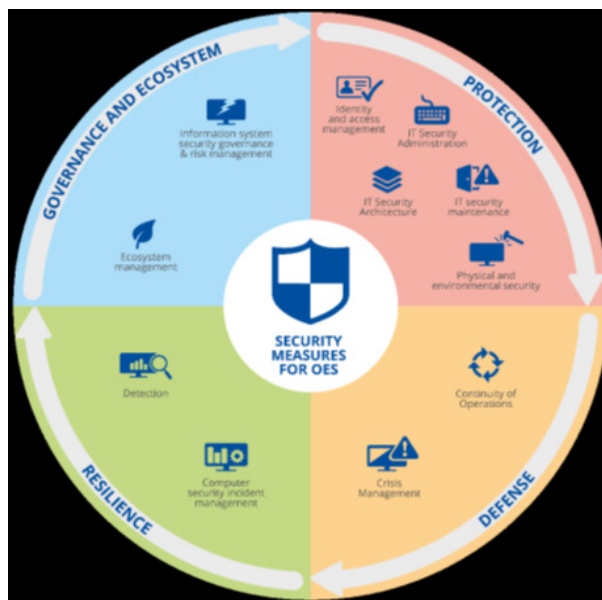 GOVERNANCE AND ECOSYSTEM
Information system
security governance
& risk management
Ecosystem
management
PROTECTION
Identity
and access
management
IT Security
Administration
IT Security
Architecture
IT security
maintenance
Physical and
environmental security
SECURITY
MEASURES
FOR OES
Detection
Computer
security incident
management
RESILIENCE
Continuity of
Operations
Crisis
Management
DEFENSE